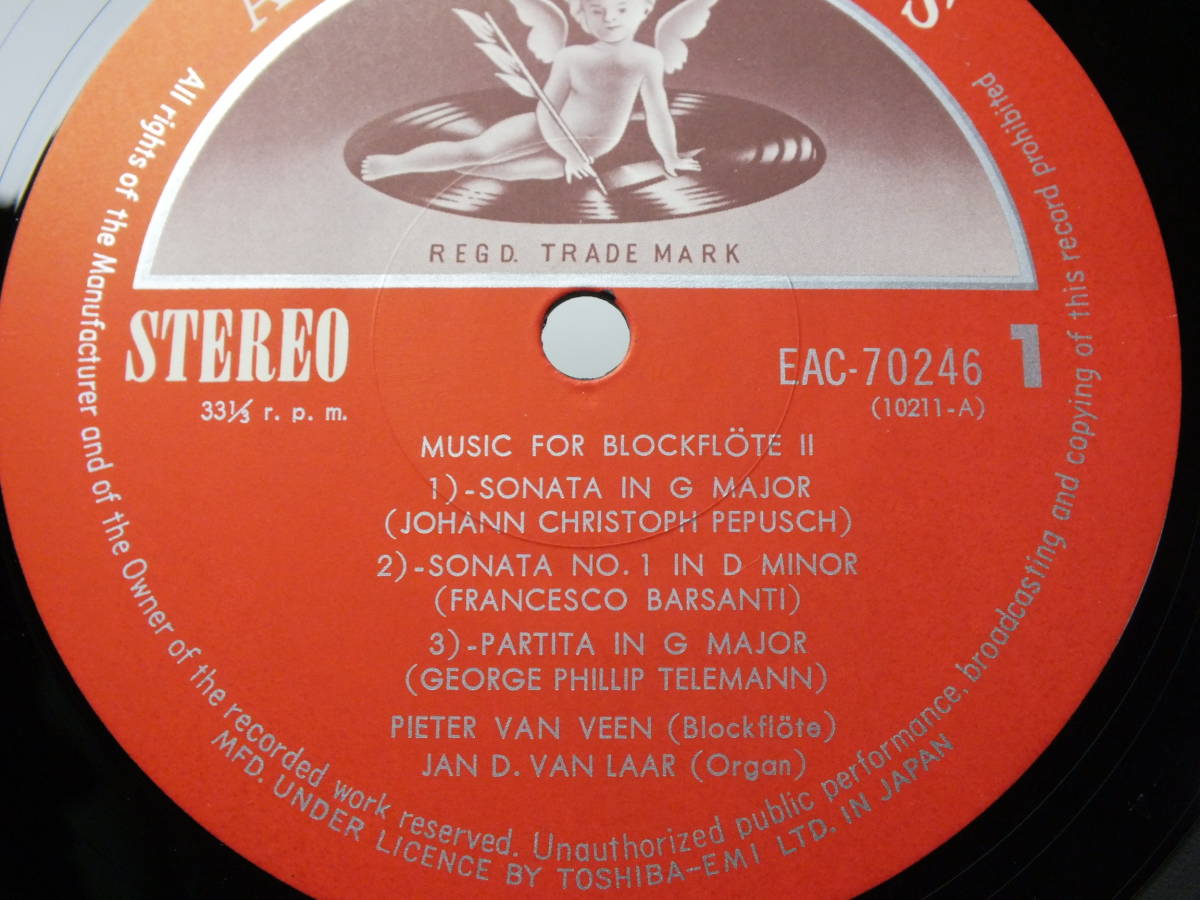 REGD. TRADE MARK
STEREO
33⅓ r. p. m.
EAC-70246 1
(10211-A)
MUSIC FOR BLOCKFLÖTE II
1)-SONATA IN G MAJOR
(JOHANN CHRISTOPH PEPUSCH)
2)-SONATA NO. 1 IN D MINOR
(FRANCESCO BARSANTI)
3)-PARTITA IN G MAJOR
(GEORGE PHILLIP TELEMANN)
PIETER VAN VEEN (Blockflöte)
JAN D. VAN LAAR (Organ)
All rights of the Manufacturer and of the Owner of the recorded work reserved. Unauthorized public performance, broadcasting and copying of this record prohibited
MFD. UNDER LICENCE BY TOSHIBA-EMI LTD. IN JAPAN